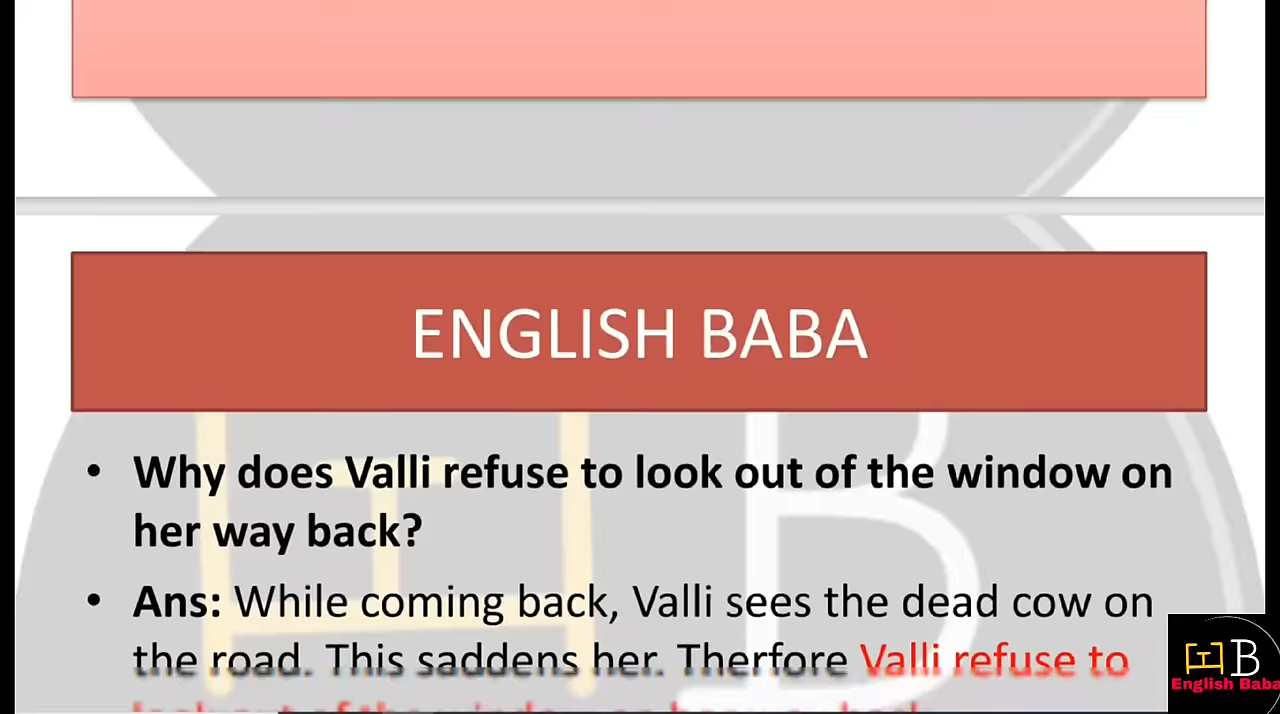 ENGLISH BABA
• Why does Valli refuse to look out of the window on
her way back?
• Ans: While coming back, Valli sees the dead cow on
the road. This saddens her. Therfore Valli refuse to
EB
English Baba